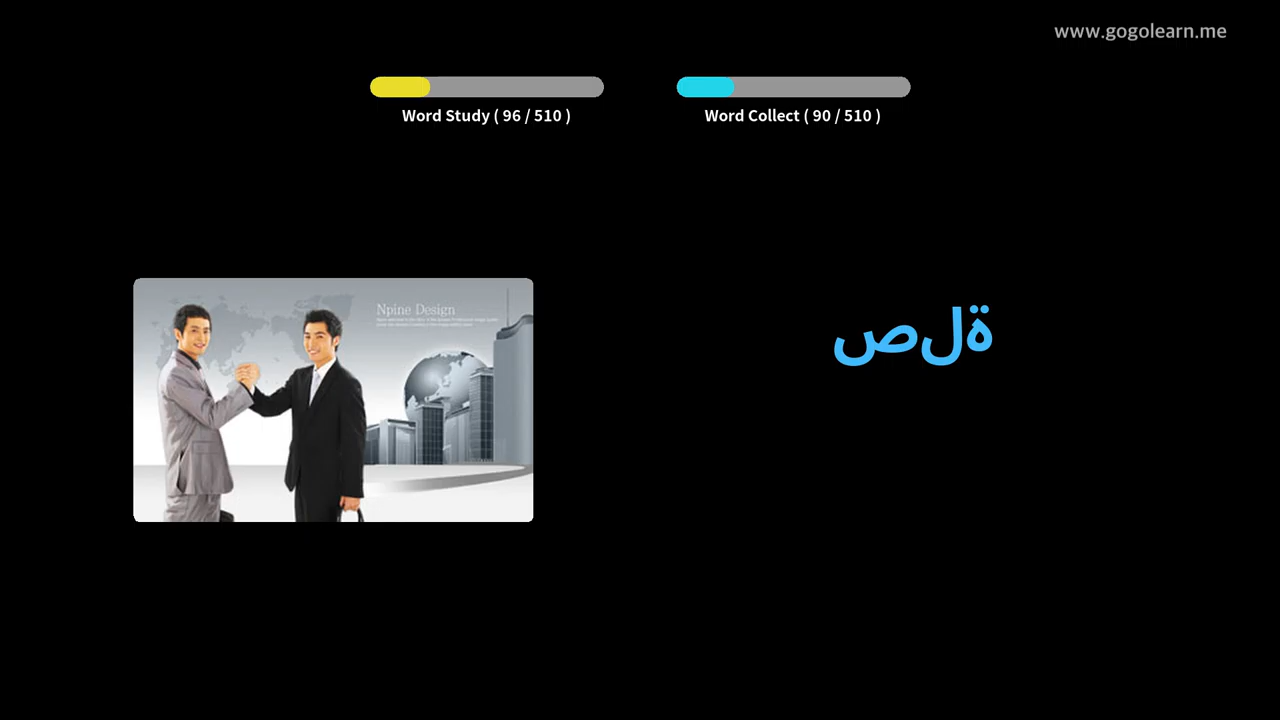 www.gogolearn.me
Word Study ( 96 / 510 )
Word Collect ( 90 / 510 )
Npine Design
صلة